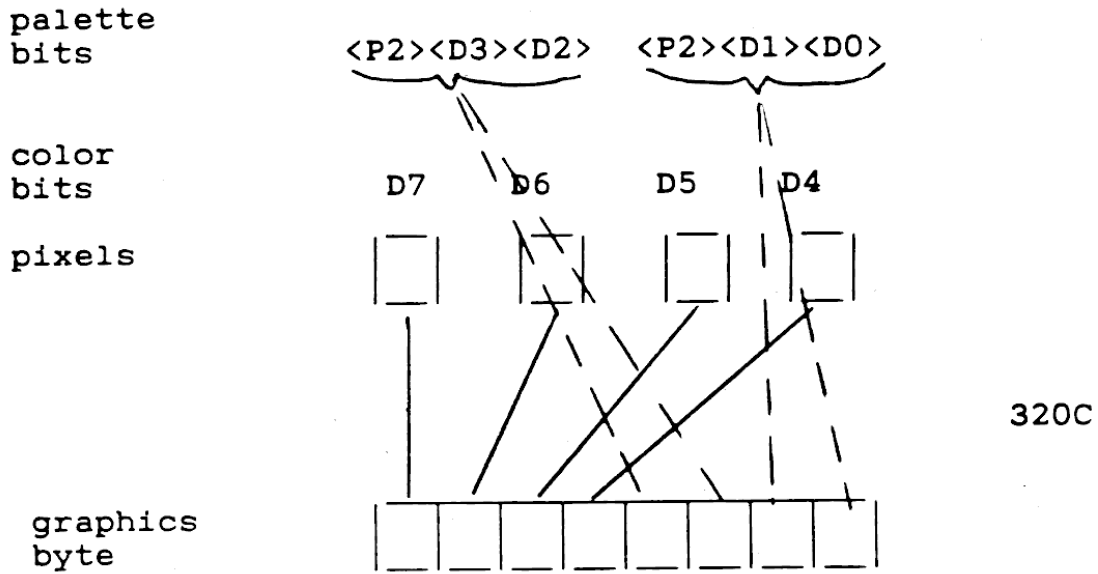 palette
bits
<P2><D3><D2> <P2><D1><D0>
color
bits
D7 D6 D5 D4
pixels
320C
graphics
byte